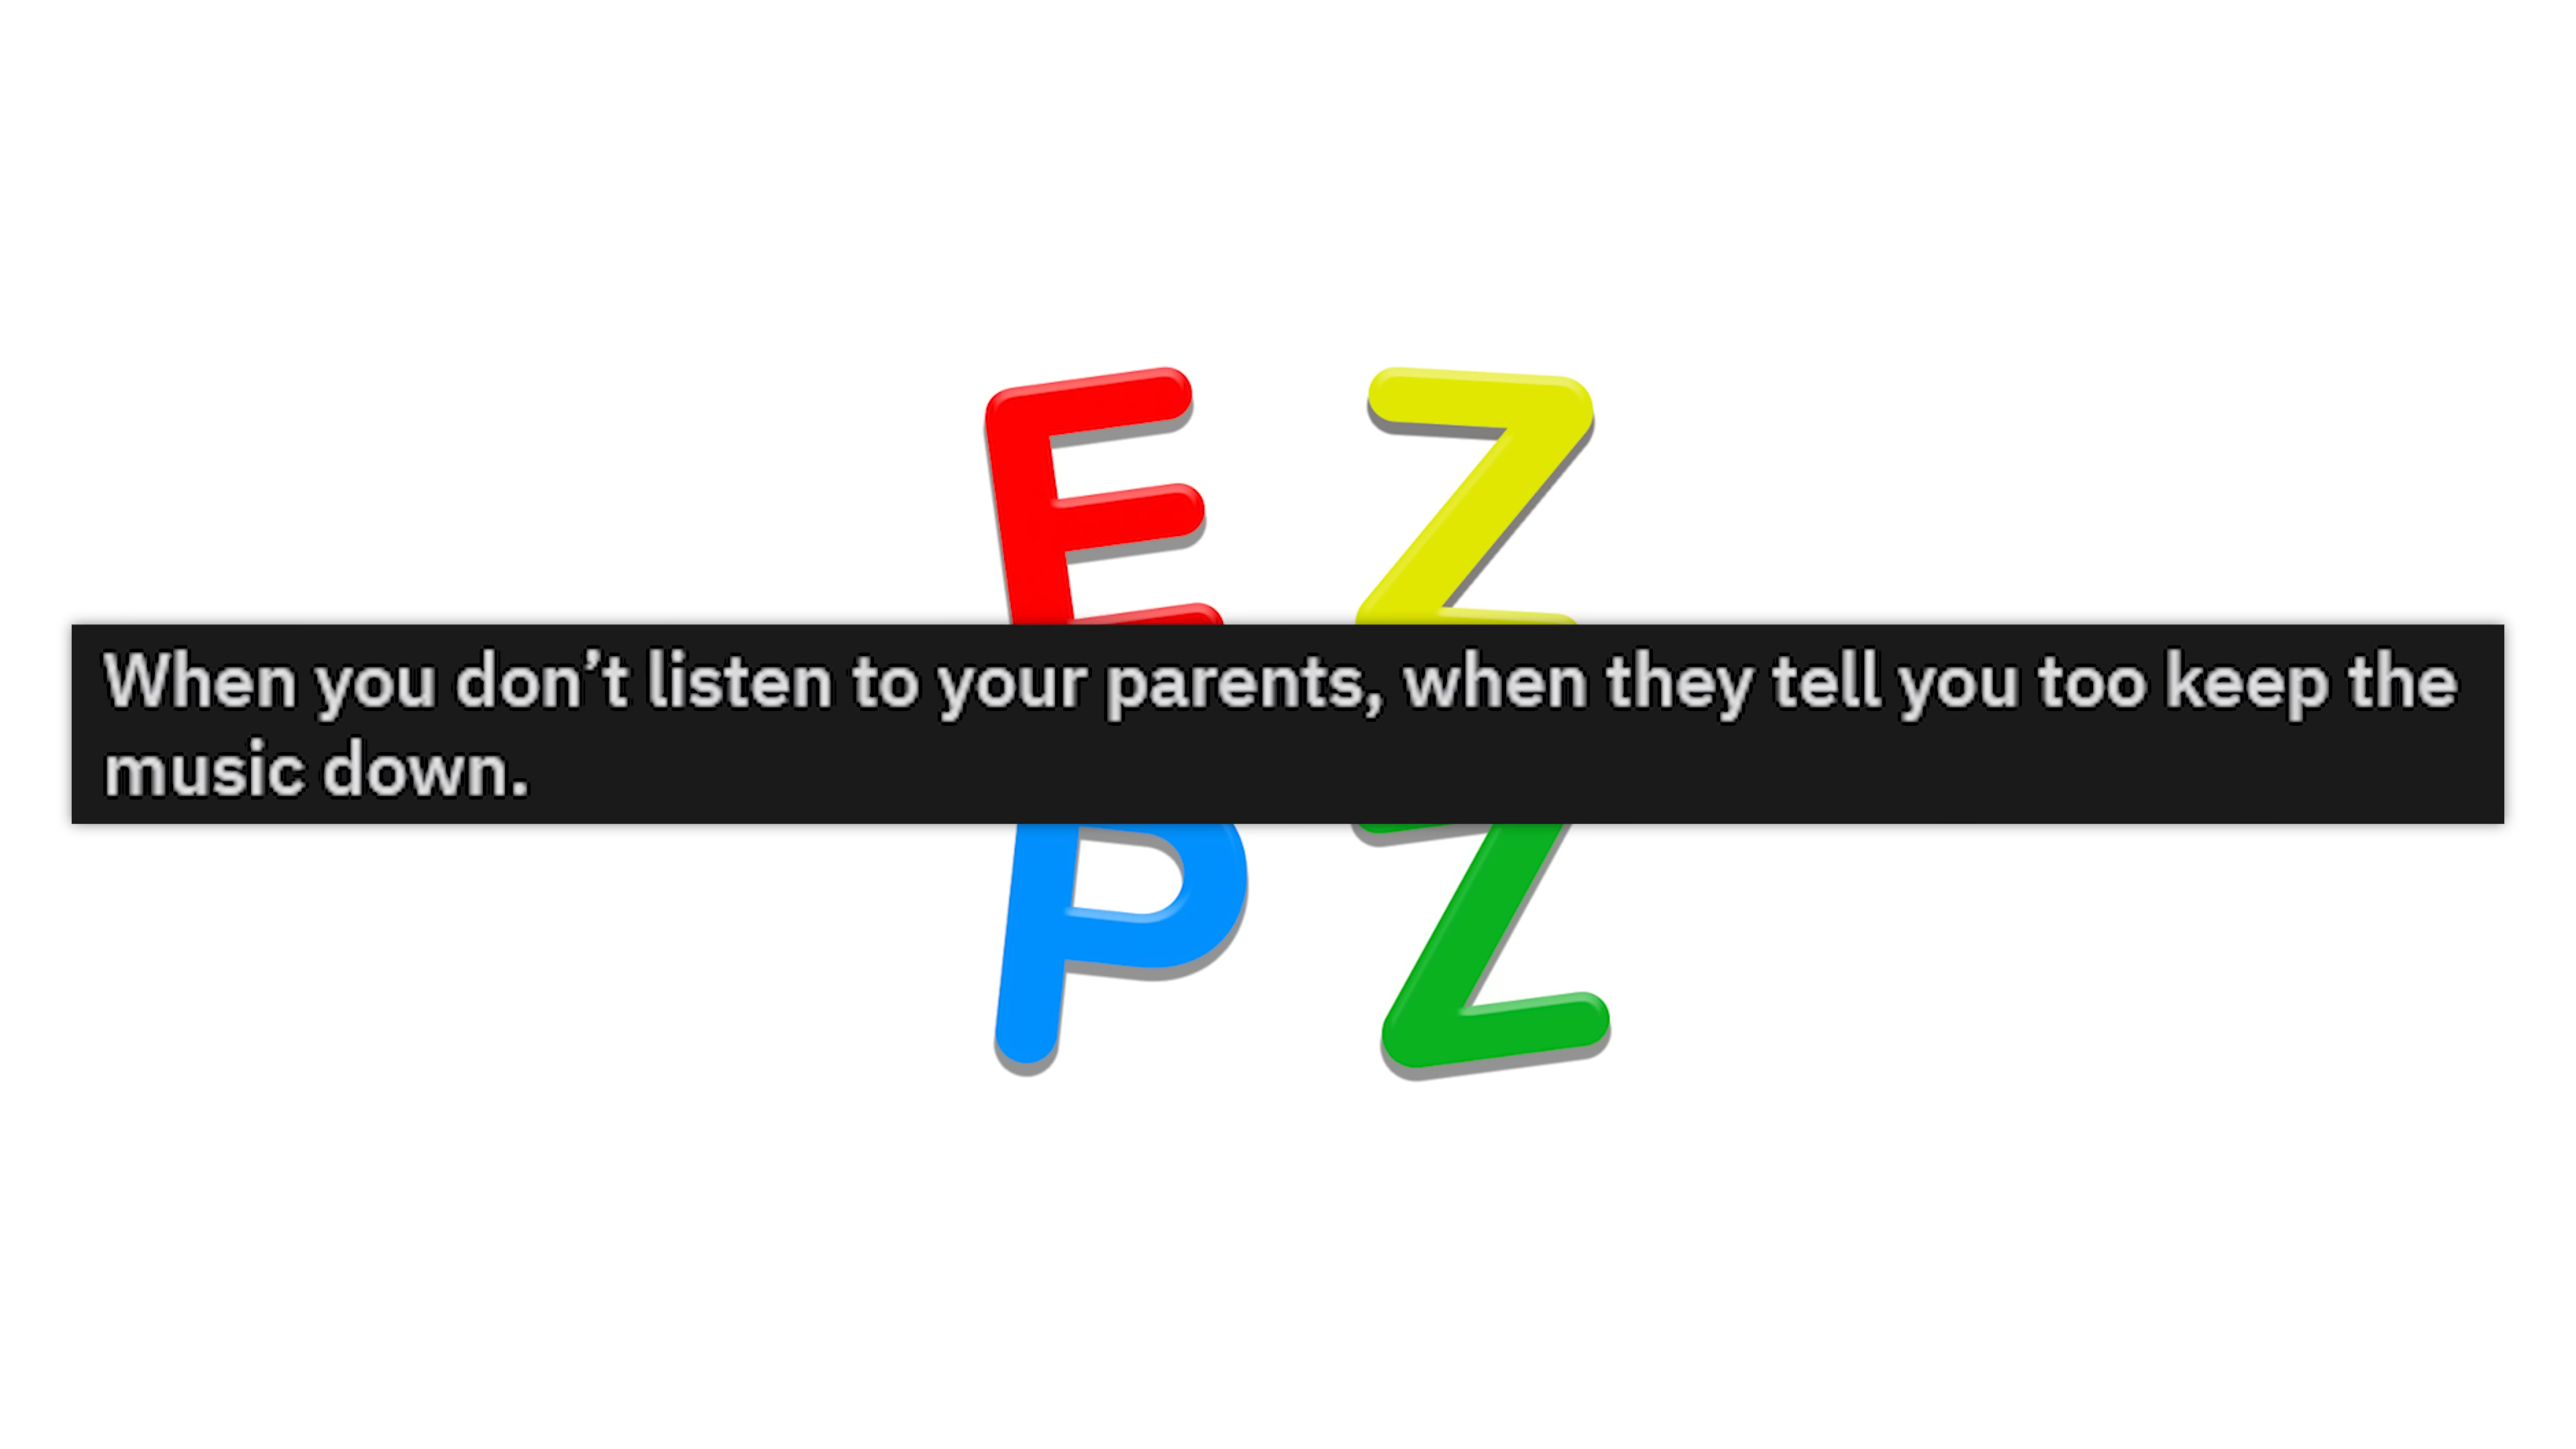 E Z
When you don’t listen to your parents, when they tell you too keep the
music down.
P Z